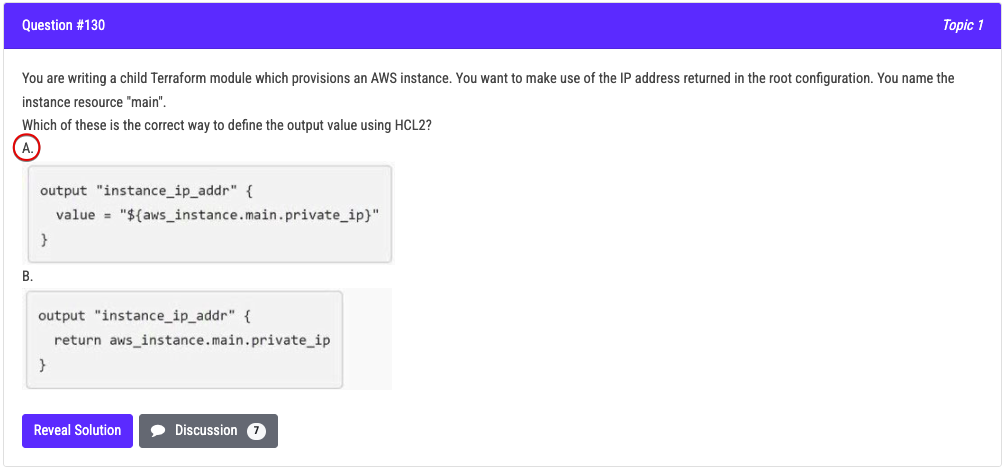 Question #130 Topic 1
You are writing a child Terraform module which provisions an AWS instance. You want to make use of the IP address returned in the root configuration. You name the
instance resource "main".
Which of these is the correct way to define the output value using HCL2?
A.
output "instance_ip_addr" {
value = "${aws_instance.main.private_ip}"
}
B.
output "instance_ip_addr" {
return aws_instance.main.private_ip
}
Reveal Solution Discussion 7